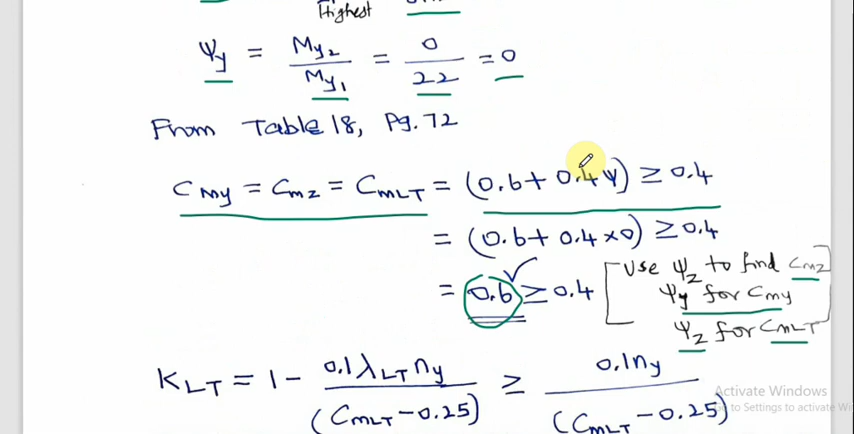 Highest
Ψy = My2 / My1 = 0 / 22 = 0
From Table 18, Pg. 72
Cmy = Cmz = CmLT = (0.6 + 0.4Ψ) ≥ 0.4
= (0.6 + 0.4 × 0) ≥ 0.4
= 0.6 ≥ 0.4
Use Ψz to find Cmz
Ψy for Cmy
Ψz for CmLT
KLT = 1 - 0.1λLT ny / (CmLT - 0.25) ≥ 0.1ny / (CmLT - 0.25)
Activate Windows
to Settings to activate Wi